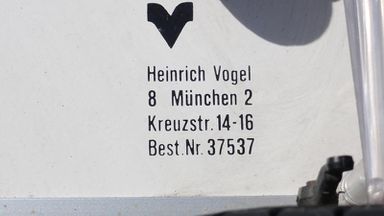 Heinrich Vogel
8 München 2
Kreuzstr. 14-16
Best.Nr. 37537